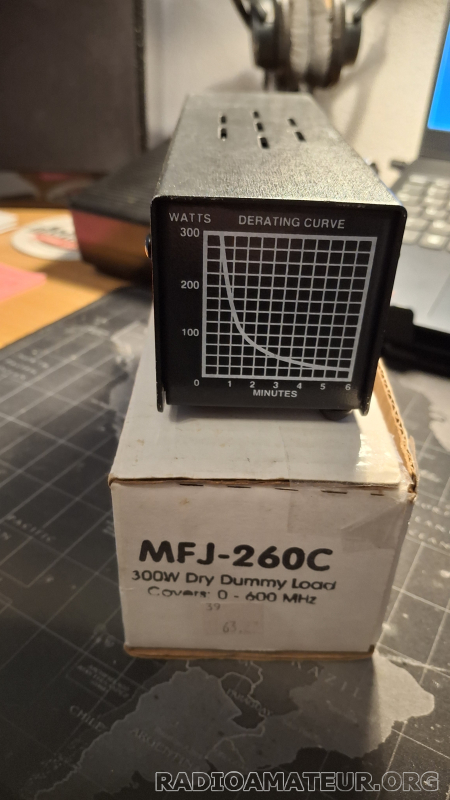 WATTS DERATING CURVE
300
200
100
0 1 2 3 4 5 6
MINUTES
MFJ-260C
300W Dry Dummy Load
Covers: 0 - 600 MHz
39
RADIOAMATEUR.ORG